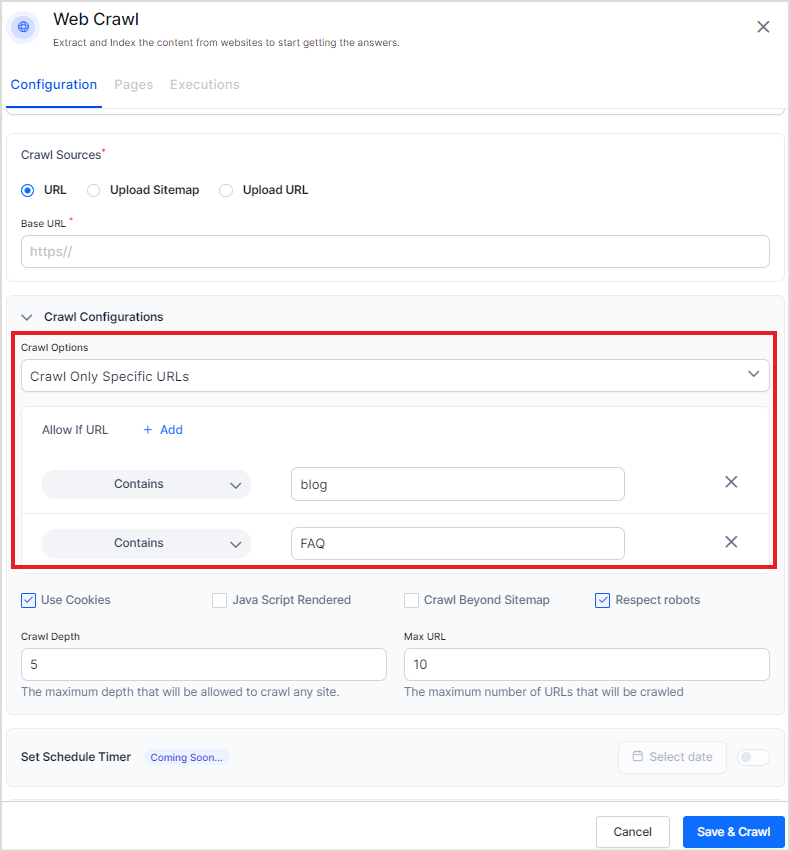 Web Crawl
Extract and Index the content from websites to start getting the answers.
Configuration Pages Executions
Crawl Sources*
URL Upload Sitemap Upload URL
Base URL *
https//
Crawl Configurations
Crawl Options
Crawl Only Specific URLs
Allow If URL + Add
Contains blog
Contains FAQ
Use Cookies Java Script Rendered Crawl Beyond Sitemap Respect robots
Crawl Depth Max URL
5 10
The maximum depth that will be allowed to crawl any site. The maximum number of URLs that will be crawled
Set Schedule Timer Coming Soon... Select date
Cancel Save & Crawl